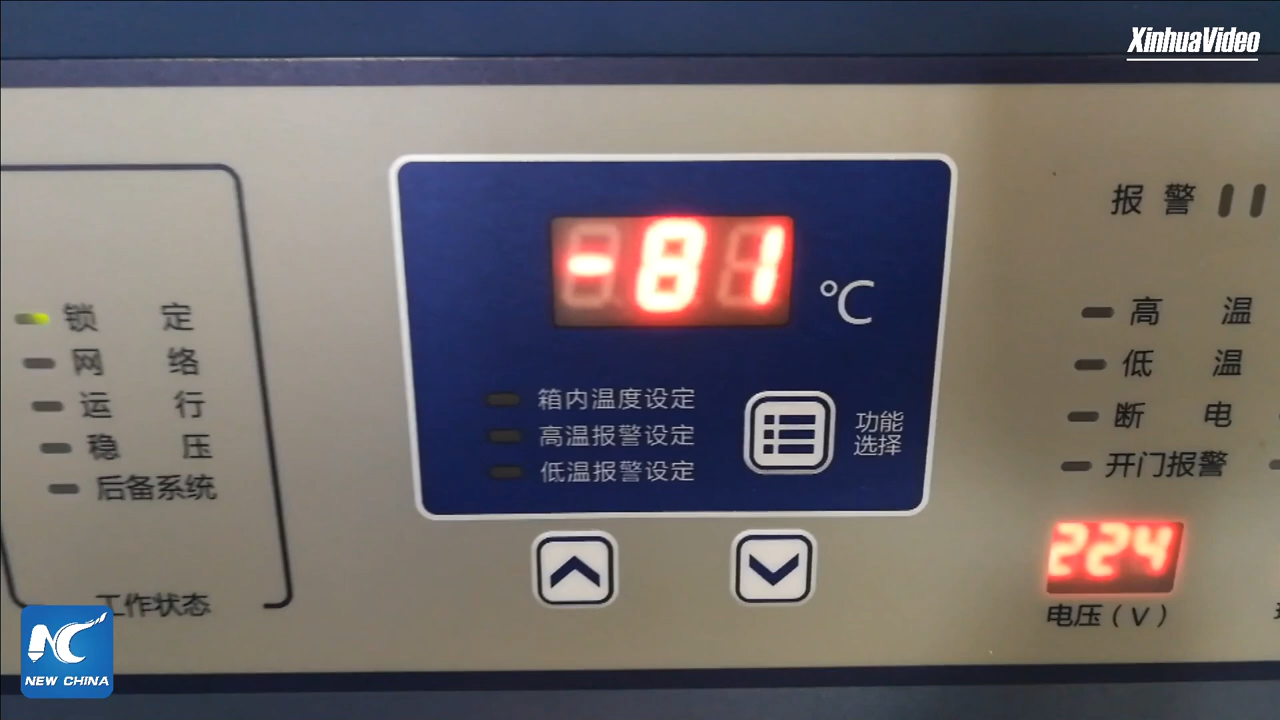 XinhuaVideo
锁 定
网 络
运 行
稳 压
后备系统
工作状态
-81 ℃
箱内温度设定
高温报警设定
低温报警设定
功能
选择
报 警
高 温
低 温
断 电
开门报警
224
电压(V)
NC
NEW CHINA